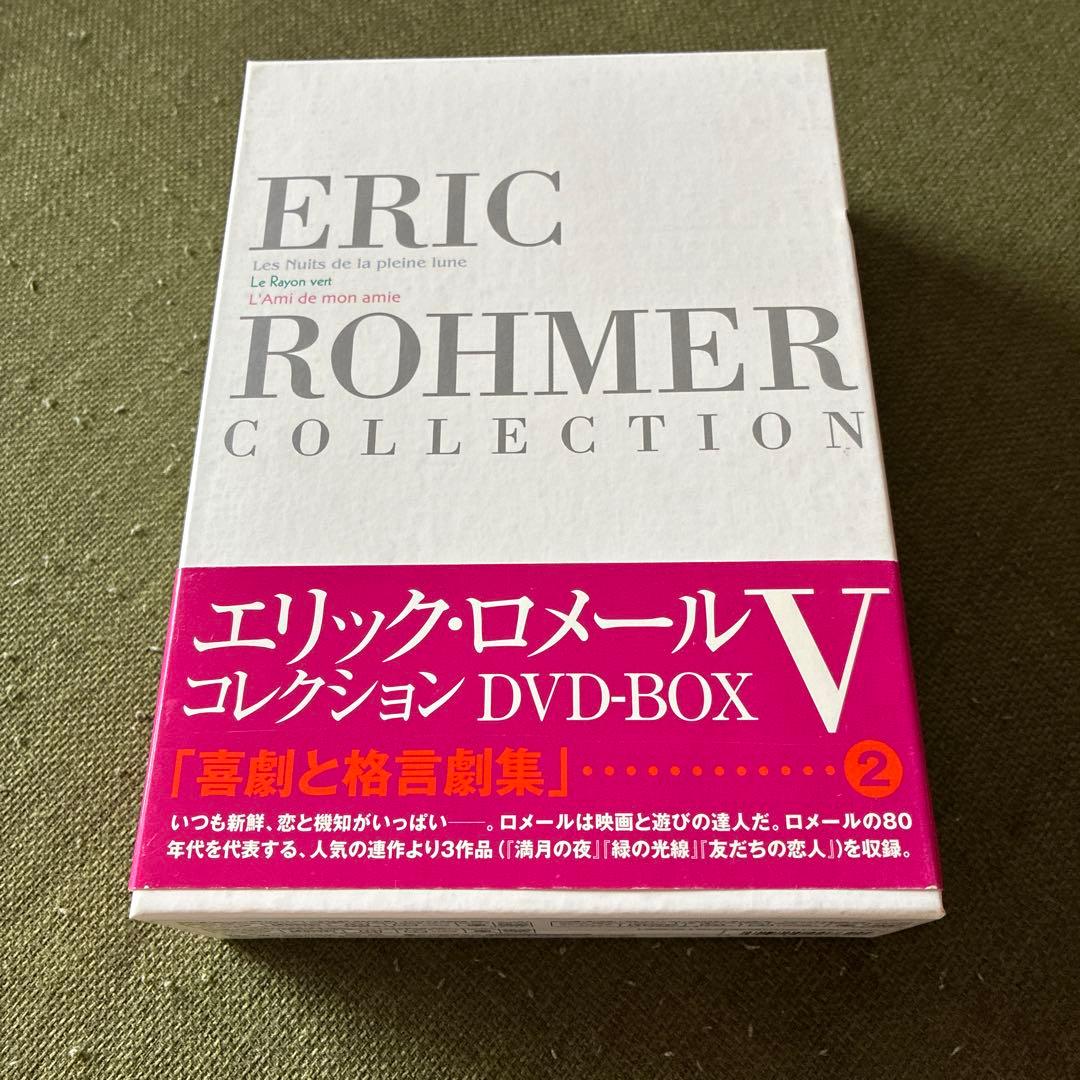 ERIC
Les Nuits de la pleine lune
Le Rayon vert
L'Ami de mon amie
ROHMER
COLLECTION
エリック・ロメール
コレクション DVD-BOX V
「喜劇と格言劇集」‥‥‥‥‥‥‥2
いつも新鮮、恋と機知がいっぱい——。ロメールは映画と遊びの達人だ。ロメールの80
年代を代表する、人気の連作より3作品(『満月の夜』『緑の光線』『友だちの恋人』)を収録。